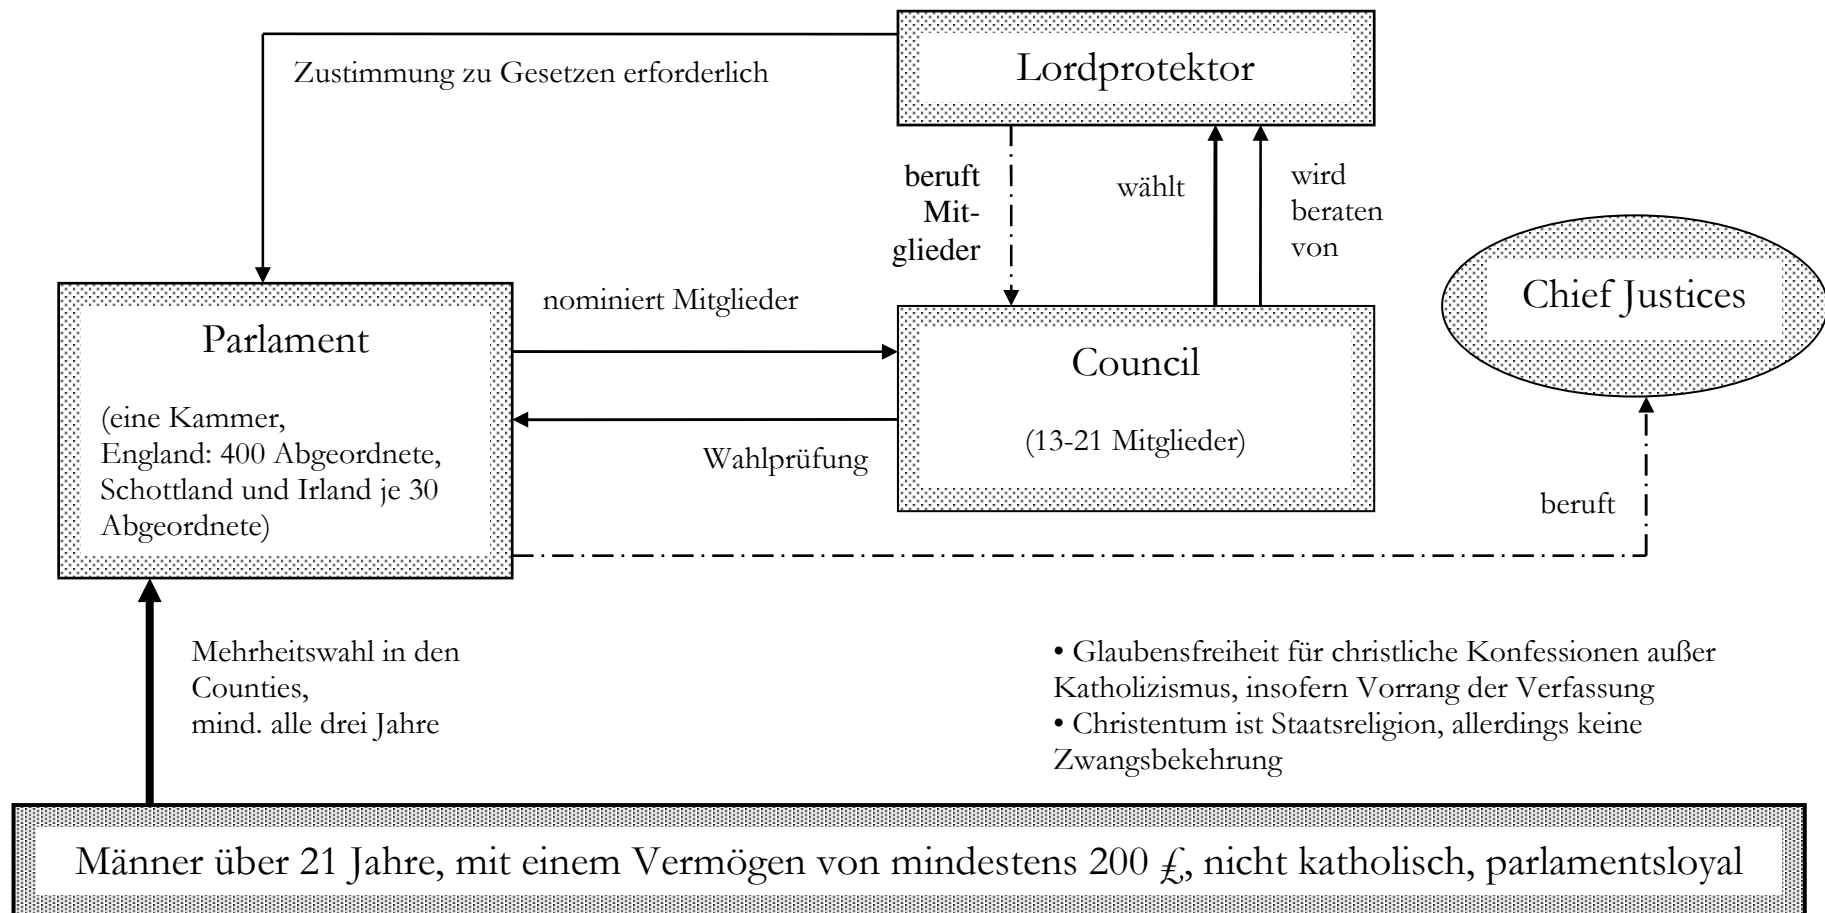 Lordprotektor
Zustimmung zu Gesetzen erforderlich
beruft
Mit-
glieder
wählt
wird
beraten
von
Chief Justices
nominiert Mitglieder
Parlament
(eine Kammer,
England: 400 Abgeordnete,
Schottland und Irland je 30
Abgeordnete)
Council
(13-21 Mitglieder)
Wahlprüfung
beruft
Mehrheitswahl in den
Counties,
mind. alle drei Jahre
• Glaubensfreiheit für christliche Konfessionen außer
Katholizismus, insofern Vorrang der Verfassung
• Christentum ist Staatsreligion, allerdings keine
Zwangsbekehrung
Männer über 21 Jahre, mit einem Vermögen von mindestens 200 £, nicht katholisch, parlamentsloyal